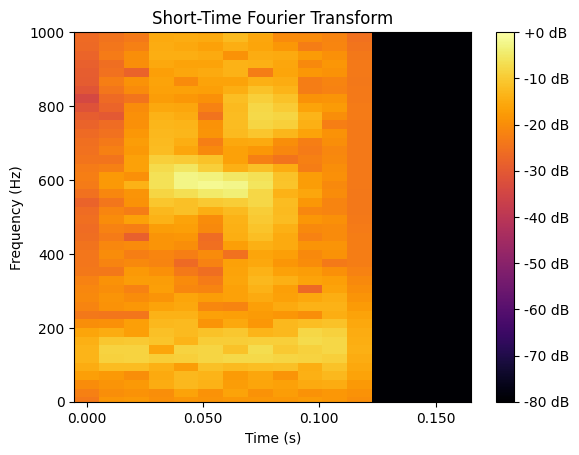 Short-Time Fourier Transform
1000
800
600
400
200
0
Frequency (Hz)
0.000
0.050
0.100
0.150
Time (s)
+0 dB
-10 dB
-20 dB
-30 dB
-40 dB
-50 dB
-60 dB
-70 dB
-80 dB